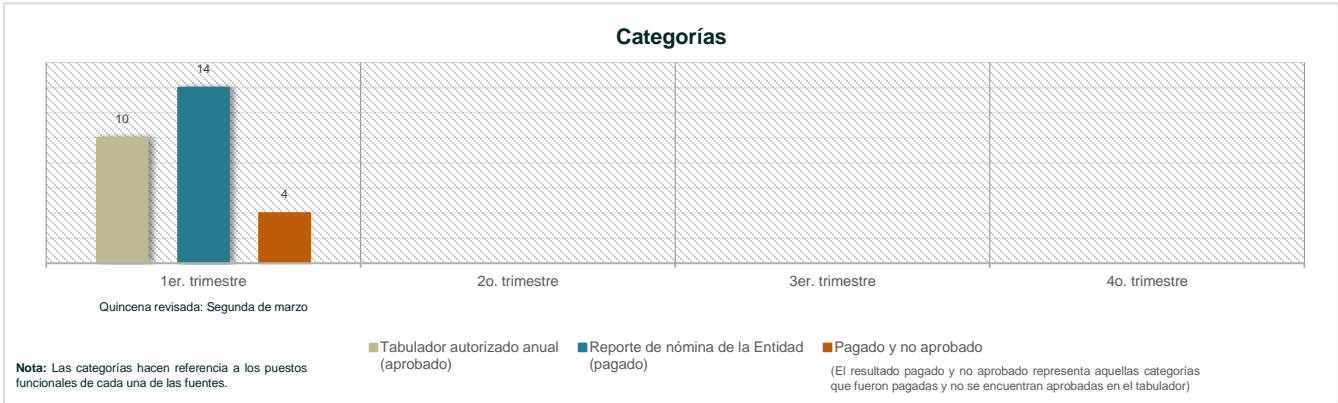 Categorías
14
10
4
1er. trimestre
2o. trimestre
3er. trimestre
4o. trimestre
Quincena revisada: Segunda de marzo
Tabulador autorizado anual
(aprobado)
Reporte de nómina de la Entidad
(pagado)
Pagado y no aprobado
(El resultado pagado y no aprobado representa aquellas categorías
que fueron pagadas y no se encuentran aprobadas en el tabulador)
Nota: Las categorías hacen referencia a los puestos
funcionales de cada una de las fuentes.